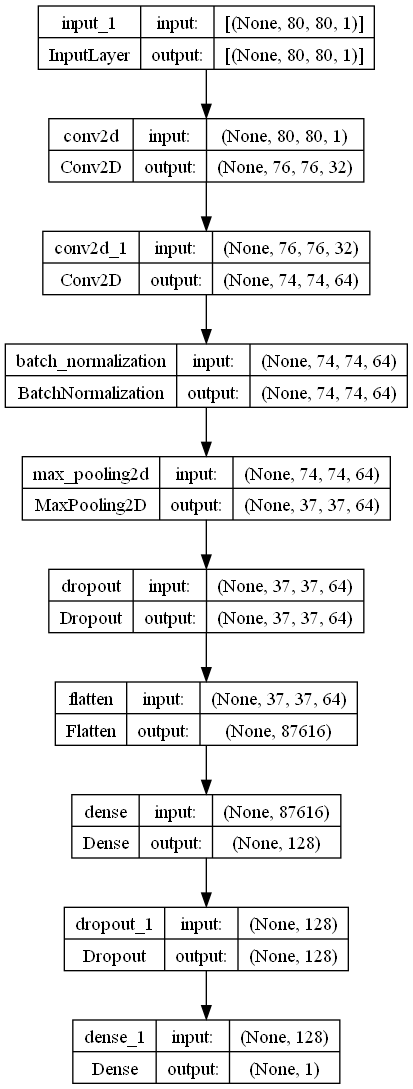 input_1 input: [(None, 80, 80, 1)]
InputLayer output: [(None, 80, 80, 1)]
conv2d input: (None, 80, 80, 1)
Conv2D output: (None, 76, 76, 32)
conv2d_1 input: (None, 76, 76, 32)
Conv2D output: (None, 74, 74, 64)
batch_normalization input: (None, 74, 74, 64)
BatchNormalization output: (None, 74, 74, 64)
max_pooling2d input: (None, 74, 74, 64)
MaxPooling2D output: (None, 37, 37, 64)
dropout input: (None, 37, 37, 64)
Dropout output: (None, 37, 37, 64)
flatten input: (None, 37, 37, 64)
Flatten output: (None, 87616)
dense input: (None, 87616)
Dense output: (None, 128)
dropout_1 input: (None, 128)
Dropout output: (None, 128)
dense_1 input: (None, 128)
Dense output: (None, 1)